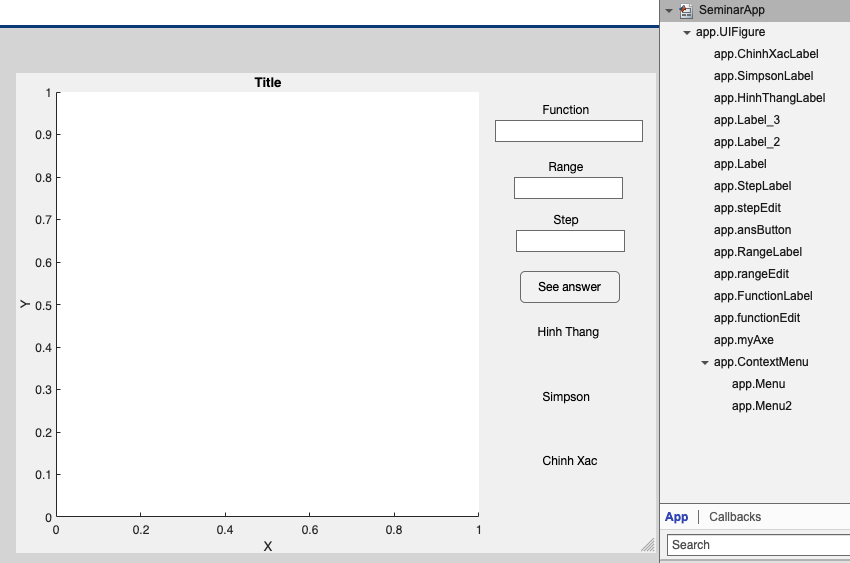 Title
1
0.9
0.8
0.7
0.6
0.5
0.4
0.3
0.2
0.1
0
Y
0
0.2
0.4
0.6
0.8
1
X
Function
Range
Step
See answer
Hinh Thang
Simpson
Chinh Xac
SeminarApp
app.UIFigure
app.ChinhXacLabel
app.SimpsonLabel
app.HinhThangLabel
app.Label_3
app.Label_2
app.Label
app.StepLabel
app.stepEdit
app.ansButton
app.RangeLabel
app.rangeEdit
app.FunctionLabel
app.functionEdit
app.myAxe
app.ContextMenu
app.Menu
app.Menu2
App
Callbacks
Search